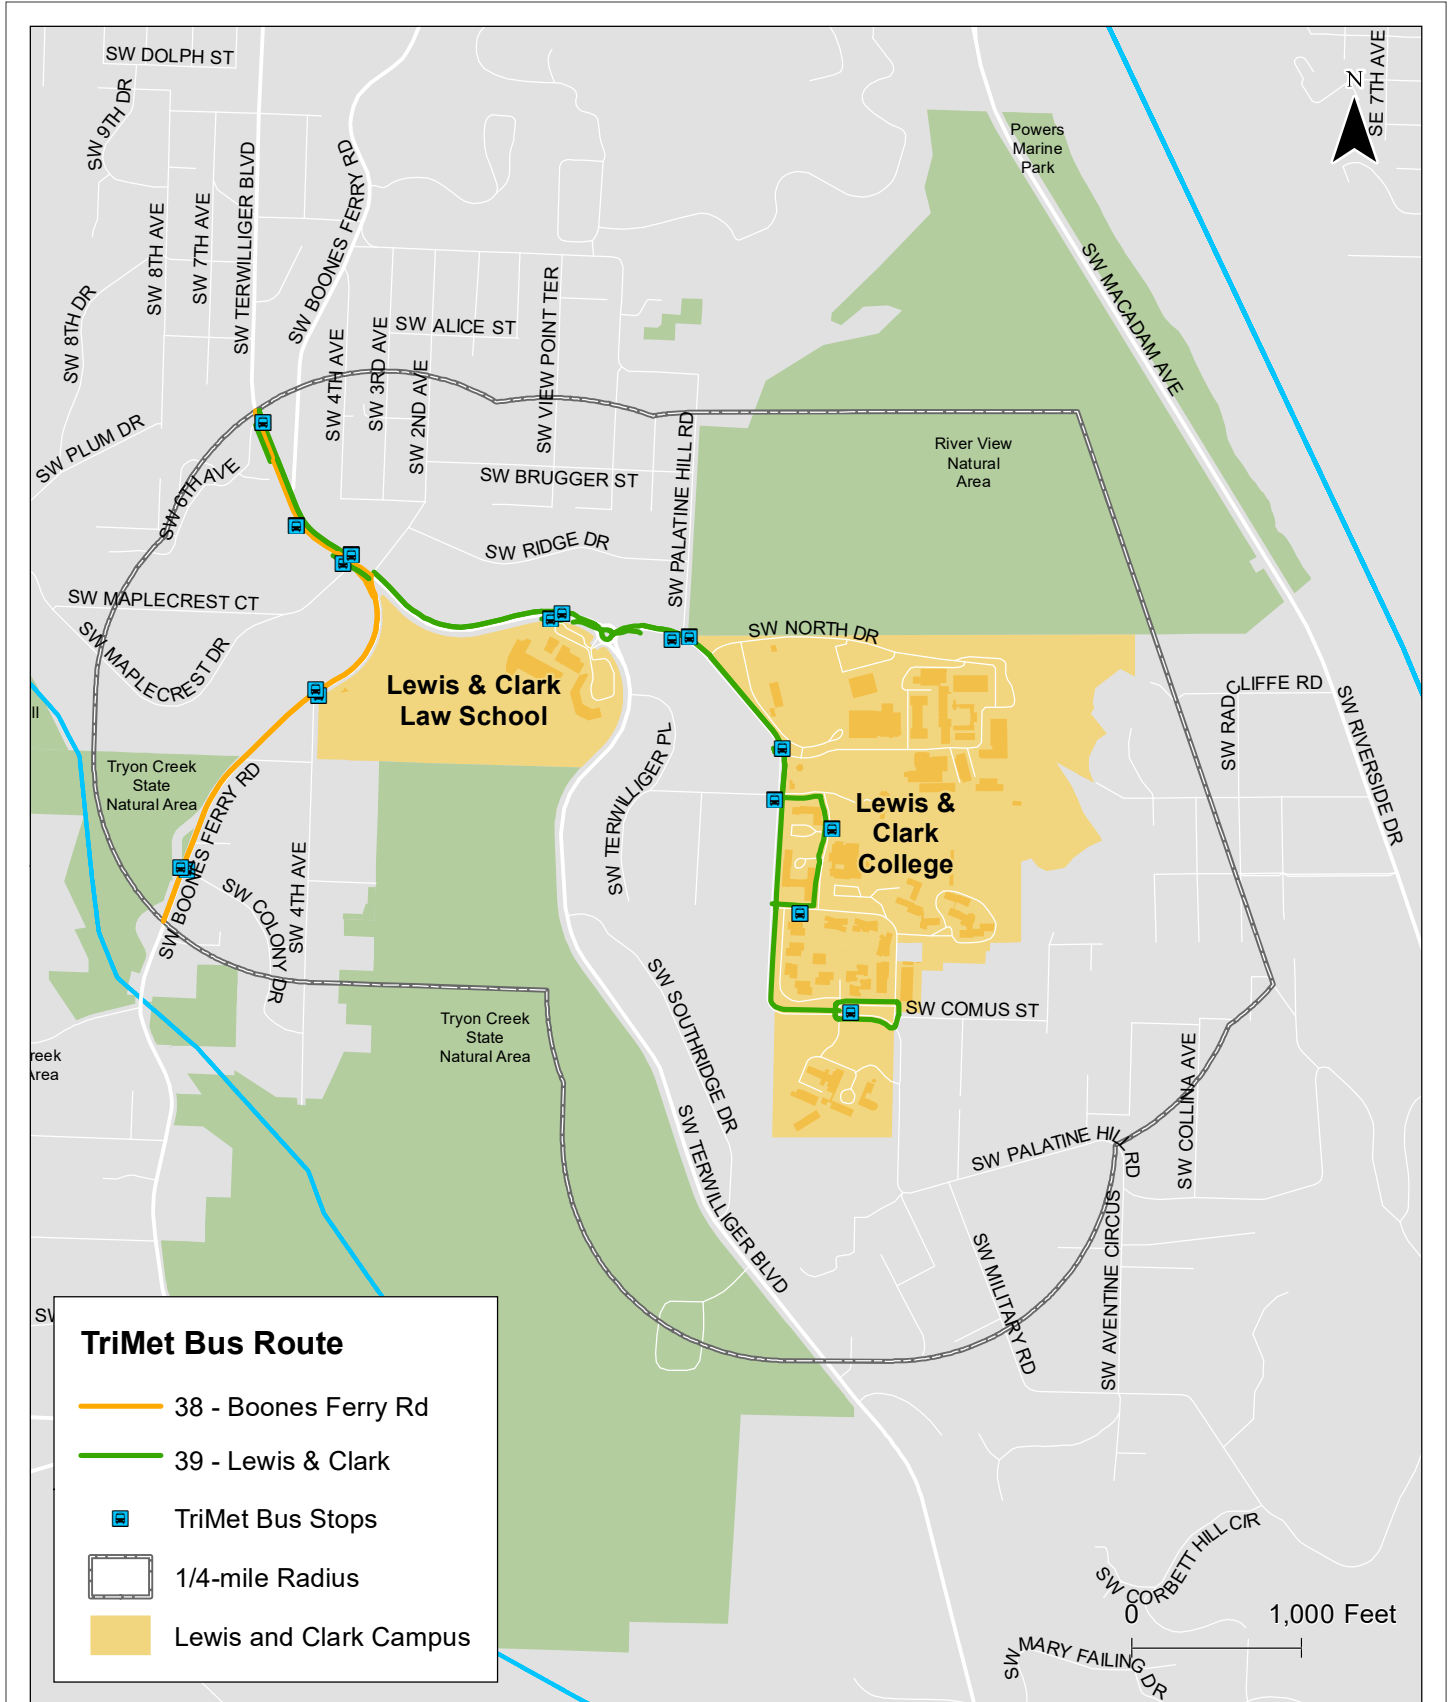 SW DOLPH ST
SW 9TH DR
SW 8TH AVE
SW 7TH AVE
SW TERWILLIGER BLVD
SW BOONES FERRY RD
SW 8TH DR
N
SE 7TH AVE
Powers
Marine
Park
SW MACADAM AVE
SW ALICE ST
SW 4TH AVE
SW 3RD AVE
SW 2ND AVE
SW VIEW POINT TER
SW PLUM DR
SW 6TH AVE
SW BRUGGER ST
SW PALATINE HILL RD
River View
Natural
Area
SW RIDGE DR
SW MAPLECREST CT
SW MAPLECREST DR
SW NORTH DR
Lewis & Clark
Law School
SW RADCLIFFE RD
SW RIVERSIDE DR
ll
Tryon Creek
State
Natural Area
SW BOONES FERRY RD
SW TERWILLIGER PL
Lewis &
Clark
College
SW COLONY DR
SW 4TH AVE
SW SOUTHRIDGE DR
SW COMUS ST
Tryon Creek
State
Natural Area
reek
Area
SW COLLINA AVE
SW PALATINE HILL RD
SW TERWILLIGER BLVD
SW MILITARY RD
SW AVENTINE CIRCUS
SW
TriMet Bus Route
38 - Boones Ferry Rd
39 - Lewis & Clark
TriMet Bus Stops
1/4-mile Radius
Lewis and Clark Campus
SW CORBETT HILL CIR
0 1,000 Feet
SW MARY FAILING DR